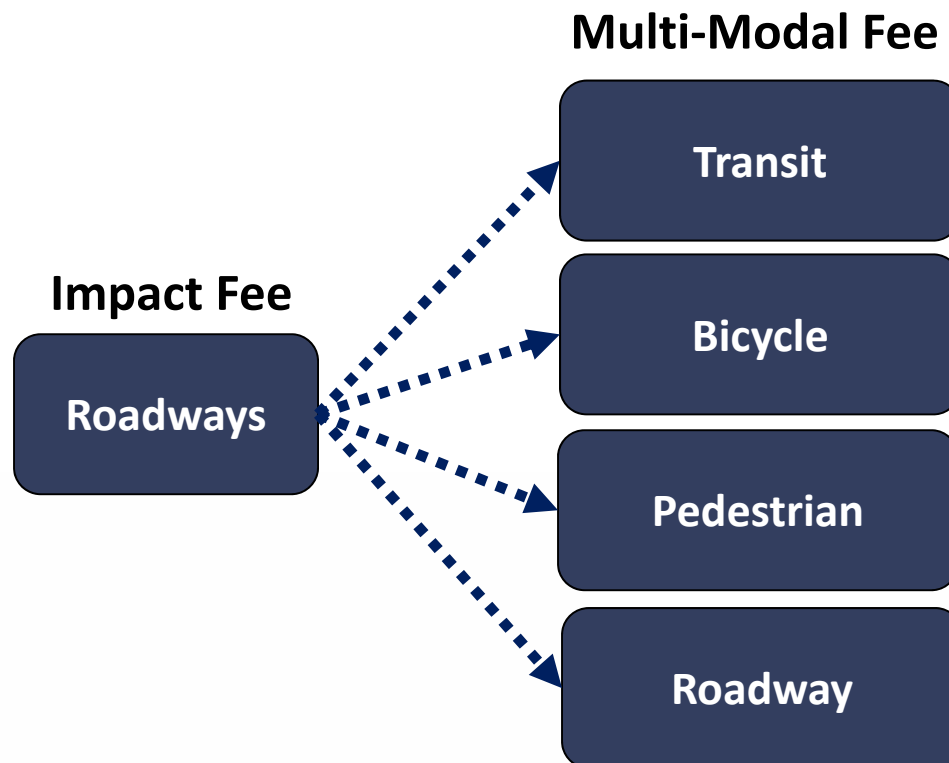 Multi-Modal Fee
Transit
Impact Fee
Bicycle
Roadways
Pedestrian
Roadway